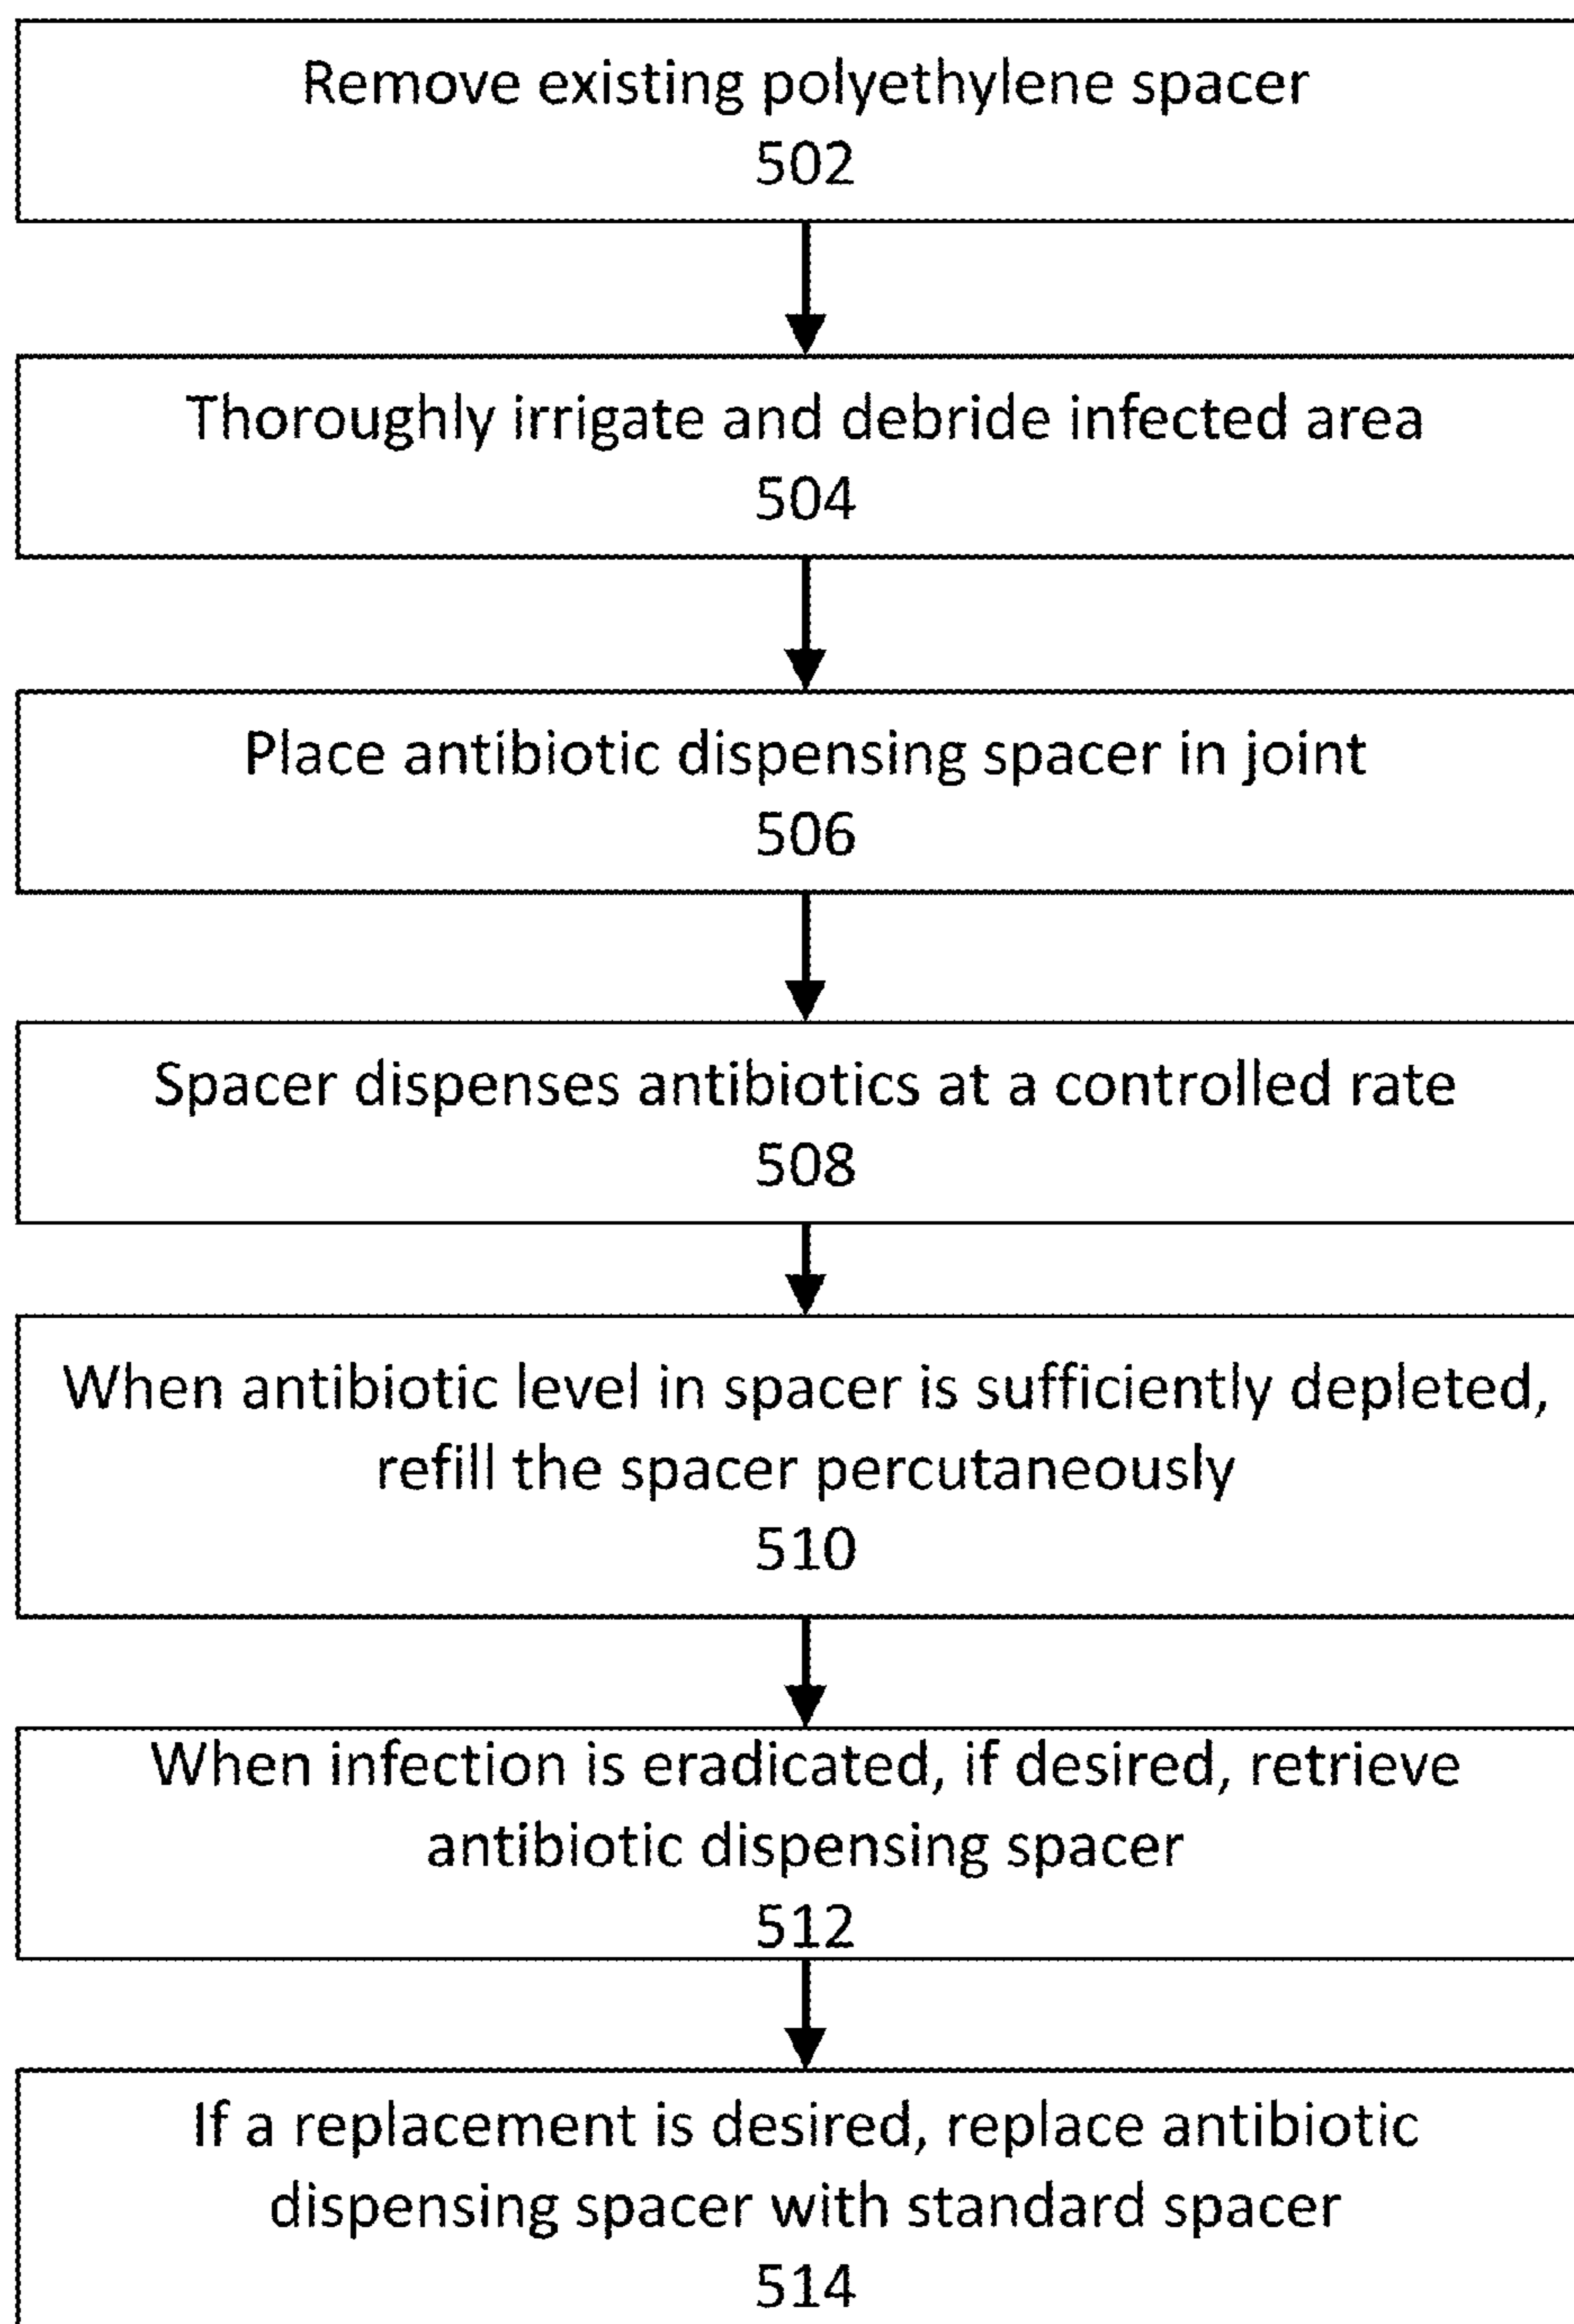 Remove existing polyethylene spacer
502
Thoroughly irrigate and debride infected area
504
Place antibiotic dispensing spacer in joint
506
Spacer dispenses antibiotics at a controlled rate
508
When antibiotic level in spacer is sufficiently depleted,
refill the spacer percutaneously
510
When infection is eradicated, if desired, retrieve
antibiotic dispensing spacer
512
If a replacement is desired, replace antibiotic
dispensing spacer with standard spacer
514